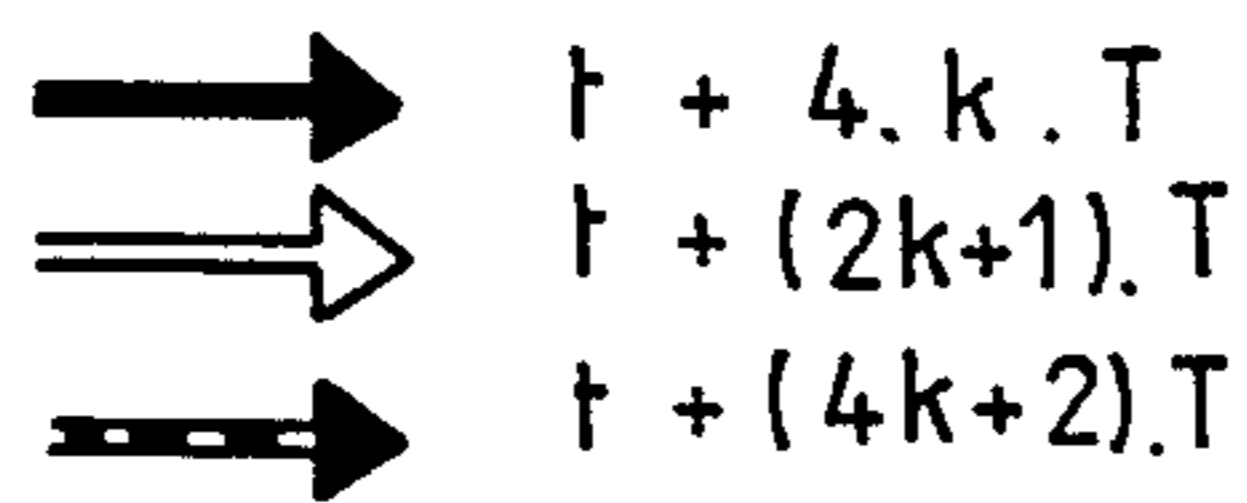 t + 4. k . T
t + (2k+1). T
t + (4k+2). T